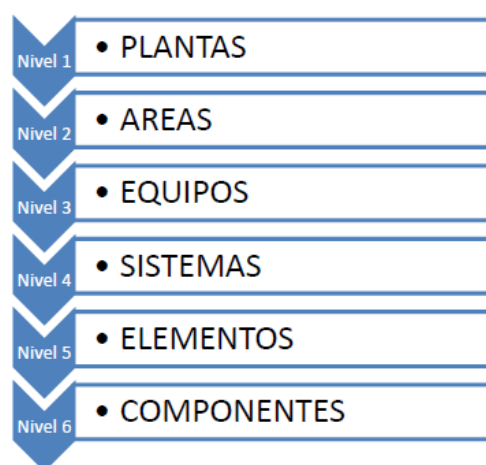 Nivel 1
• PLANTAS
Nivel 2
• AREAS
Nivel 3
• EQUIPOS
Nivel 4
• SISTEMAS
Nivel 5
• ELEMENTOS
Nivel 6
• COMPONENTES